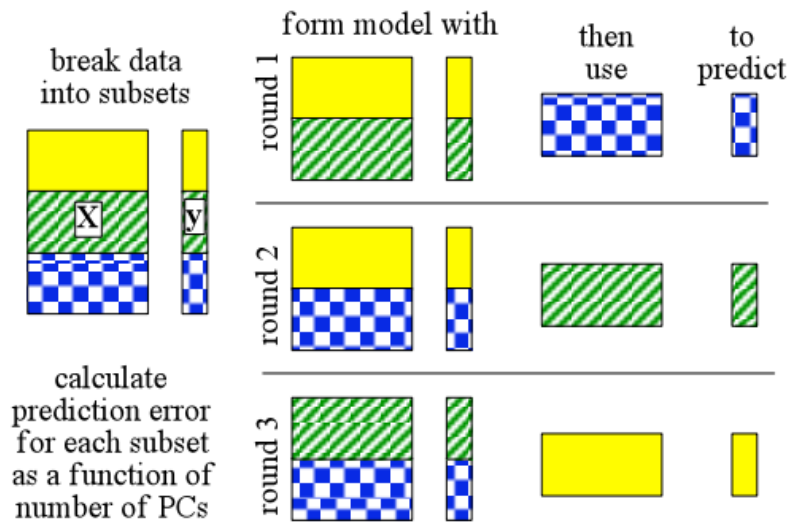 break data
into subsets
X
y
calculate
prediction error
for each subset
as a function of
number of PCs
form model with
then
use
to
predict
round 1
round 2
round 3